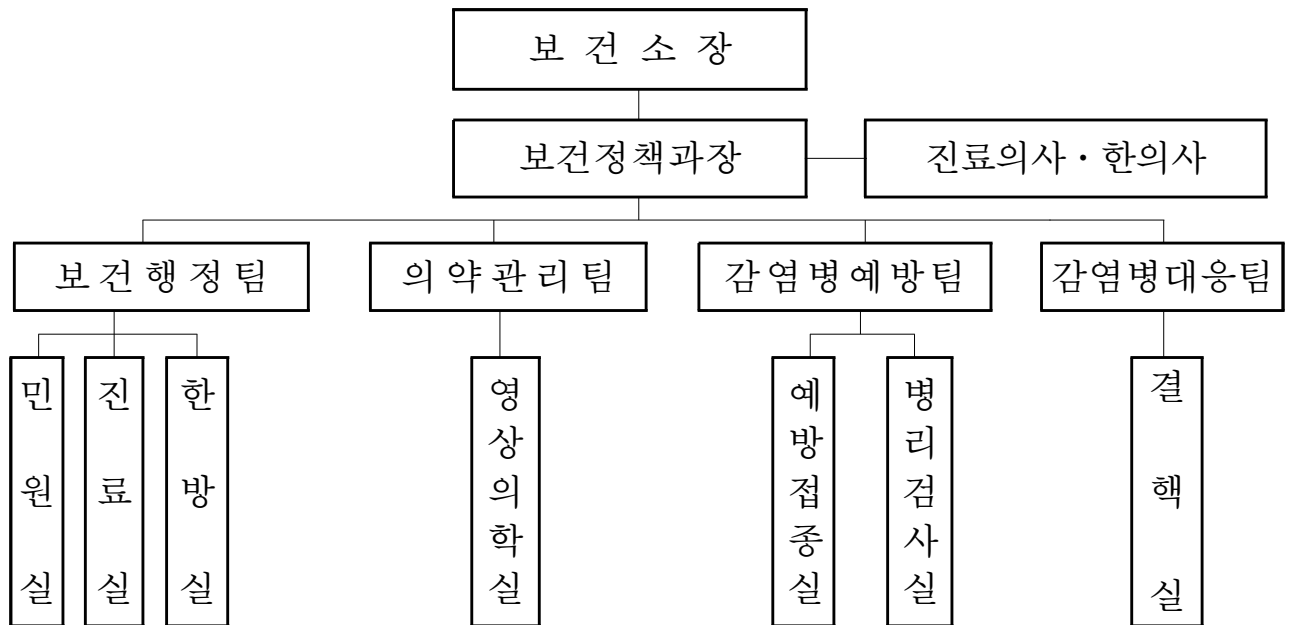 보 건 소 장
보건정책과장
진료의사・한의사
보건행정팀
의약관리팀
감염병예방팀
감염병대응팀
민원실
진료실
한방실
영상의학실
예방접종실
병리검사실
결핵실